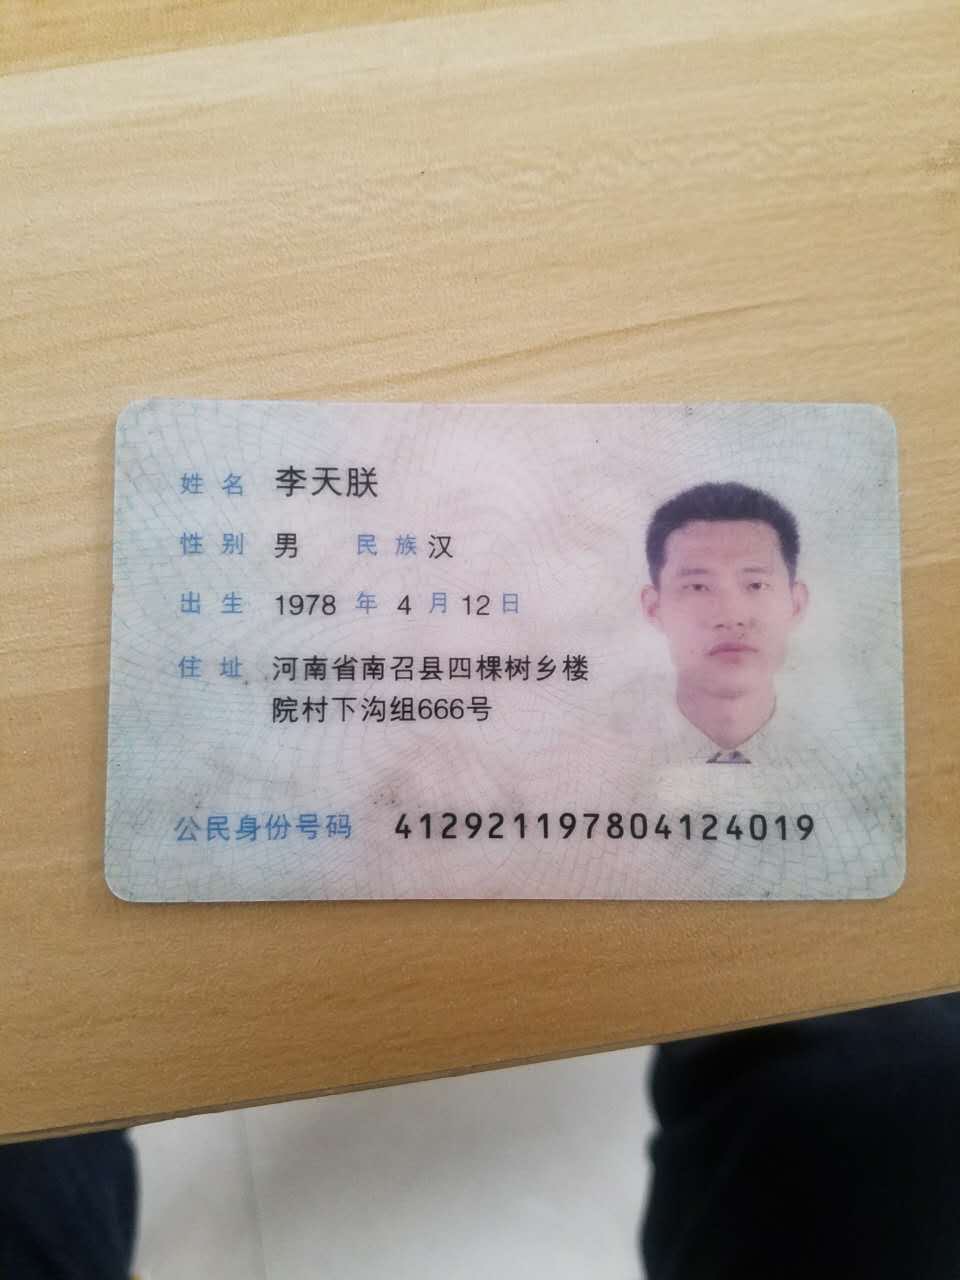 姓名 李天朕
性别 男 民族 汉
出生 1978 年 4 月 12 日
住址 河南省南召县四棵树乡楼
院村下沟组666号
公民身份号码 412921197804124019